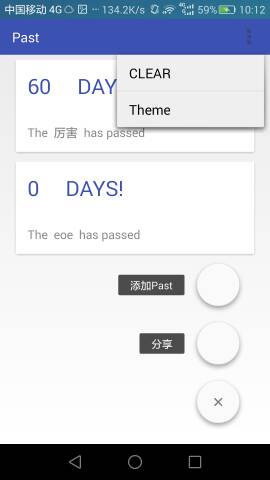 中国移动 4G ... 134.2K/s 4G 59% 10:12
Past
CLEAR
Theme
60 DAY
The 厉害 has passed
0 DAYS!
The eoe has passed
添加Past
分享